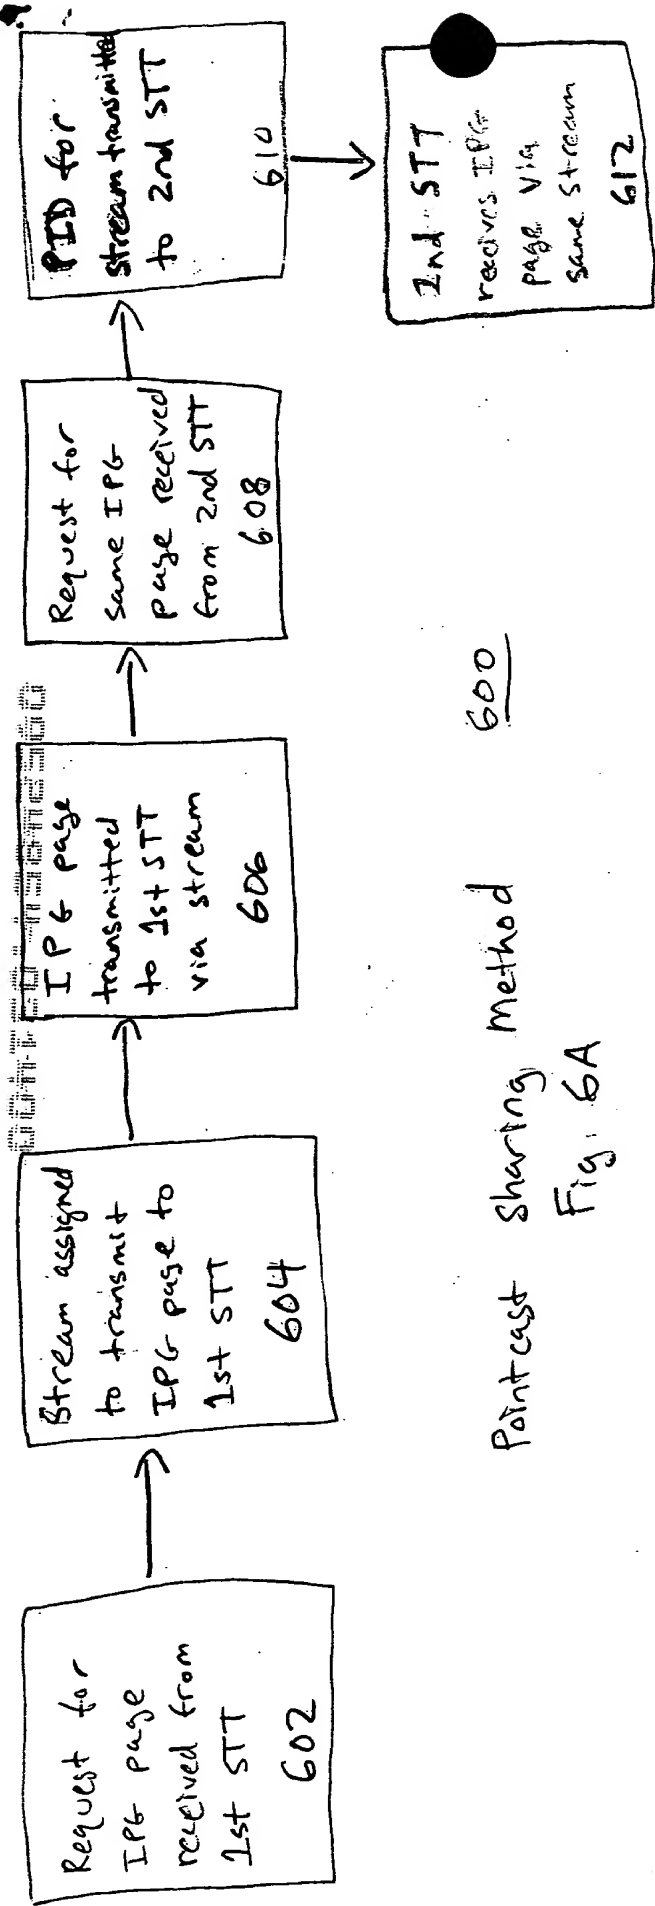 Request for
IPG page
received from
1st STT
602
Stream assigned
to transmit
IPG page to
1st STT
604
IPG page
transmitted
to 1st STT
via stream
606
Request for
same IPG
page received
from 2nd STT
608
PID for
stream transmitted
to 2nd STT
610
2nd STT
receives IPG
page via
same stream
612
Pointcast sharing method
600
Fig. 6A